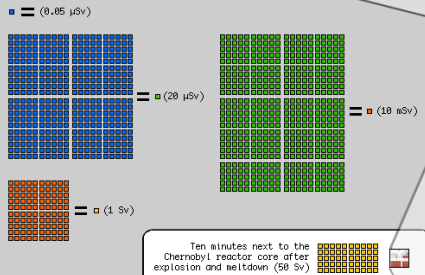 = (0.05 µSv)
= (20 µSv)
= (10 mSv)
= (1 Sv)
Ten minutes next to the
Chernobyl reactor core after
explosion and meltdown (50 Sv)